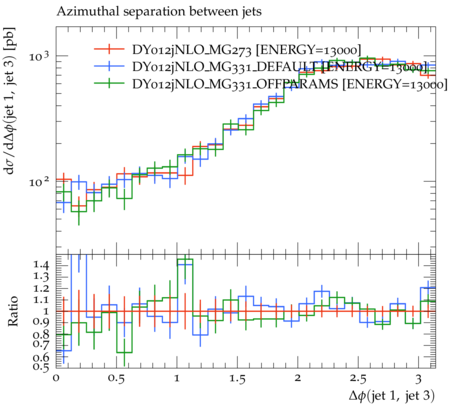 Azimuthal separation between jets
dσ/dΔϕ(jet 1, jet 3) [pb]
10³
10²
DY012jNLO_MG273 [ENERGY=13000]
DY012jNLO_MG331_DEFAULT [ENERGY=13000]
DY012jNLO_MG331_OFFPARAMS [ENERGY=13000]
Ratio
1.4
1.3
1.2
1.1
1
0.9
0.8
0.7
0.6
0.5
0 0.5 1 1.5 2 2.5 3
Δϕ(jet 1, jet 3)